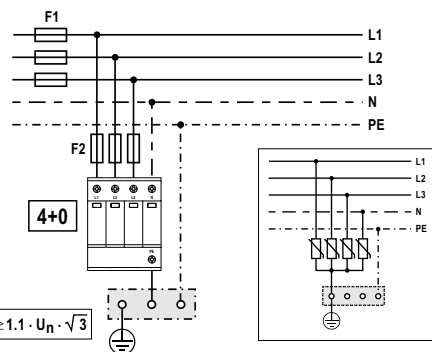 F1
L1
L2
L3
N
PE
F2
L1 L2 L3 N
4+0
PE
≥1.1 · Un · √3
L1
L2
L3
N
PE